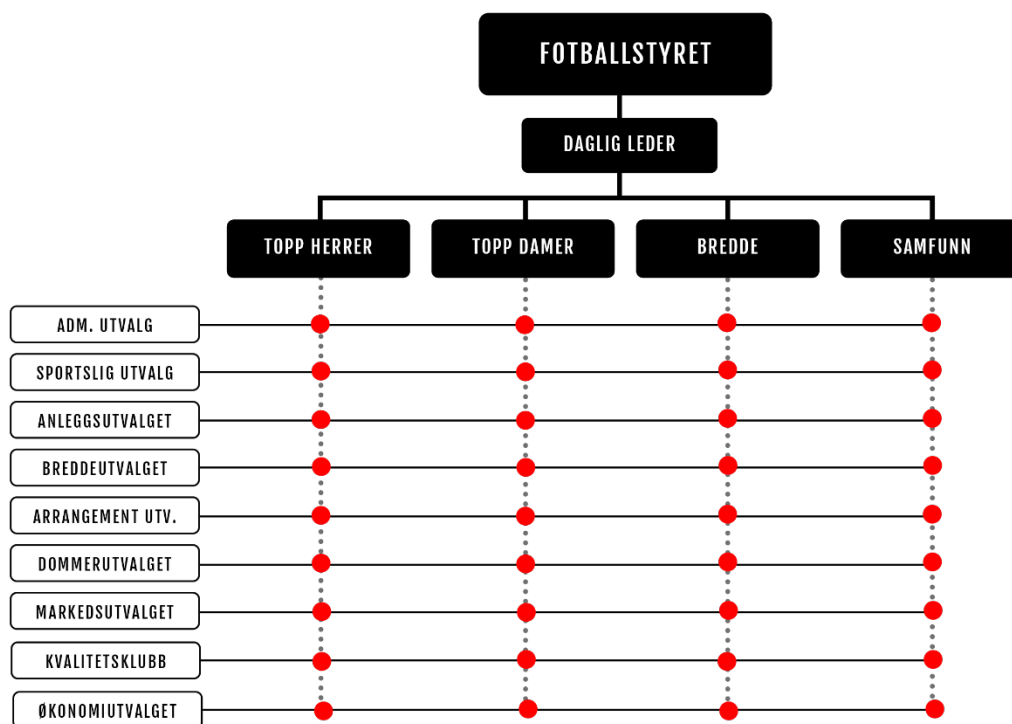 FOTBALLSTYRET
DAGLIG LEDER
TOPP HERRER
TOPP DAMER
BREDDE
SAMFUNN
ADM. UTVALG
SPORTSLIG UTVALG
ANLEGGSUTVALGET
BREDDEUTVALGET
ARRANGEMENT UTV.
DOMMERUTVALGET
MARKEDSUTVALGET
KVALITETSKLUBB
ØKONOMIUTVALGET